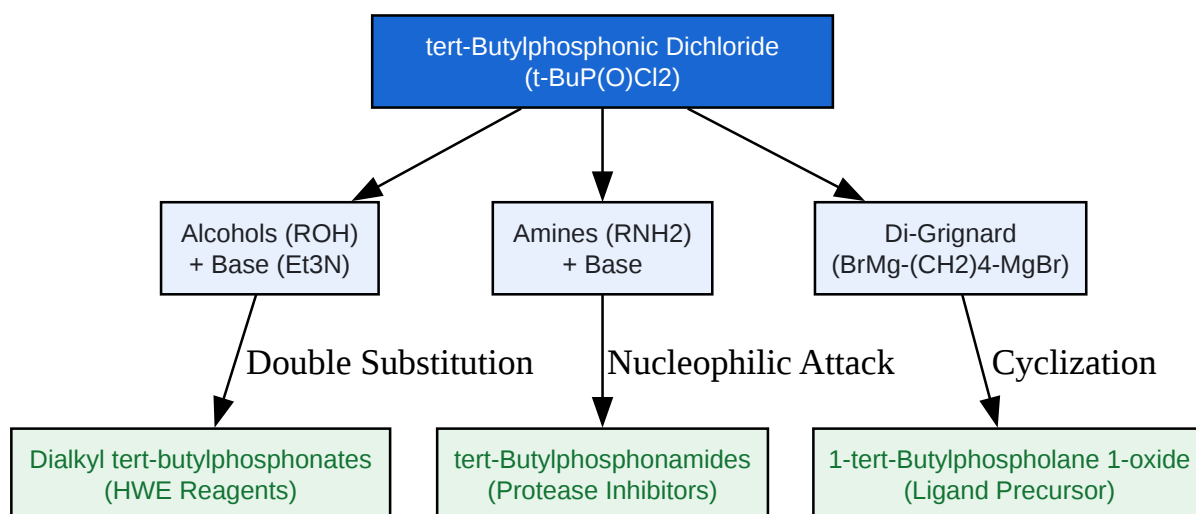 tert-Butylphosphonic Dichloride
(t-BuP(O)Cl2)
Alcohols (ROH)
+ Base (Et3N)
Amines (RNH2)
+ Base
Di-Grignard
(BrMg-(CH2)4-MgBr)
Double Substitution
Nucleophilic Attack
Cyclization
Dialkyl tert-butylphosphonates
(HWE Reagents)
tert-Butylphosphonamides
(Protease Inhibitors)
1-tert-Butylphospholane 1-oxide
(Ligand Precursor)